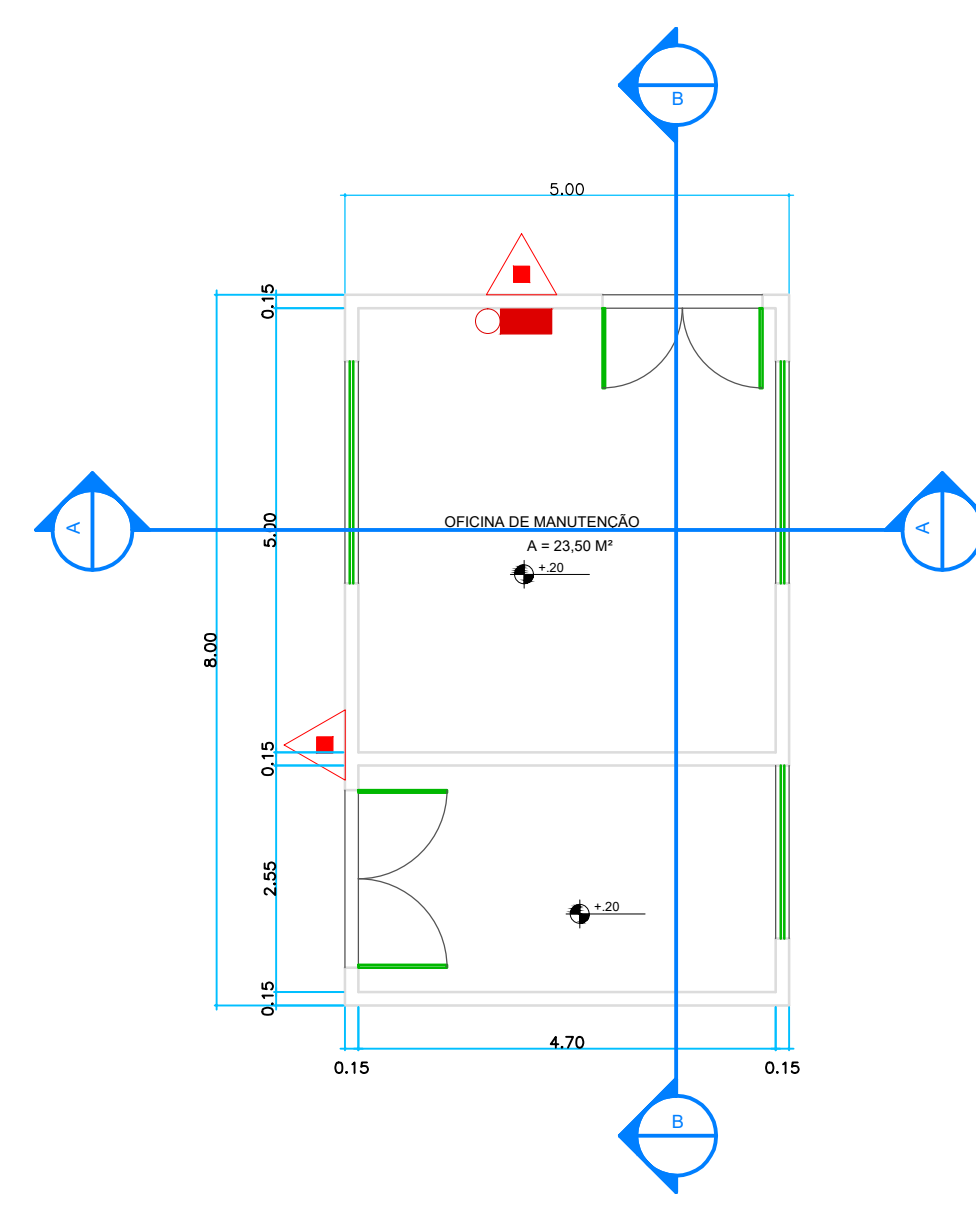 B
5.00
0.15
A
A
OFICINA DE MANUTENÇÃO
A = 23,50 M²
5.00
+.20
8.00
0.15
2.55
+.20
0.15
4.70
0.15
0.15
B